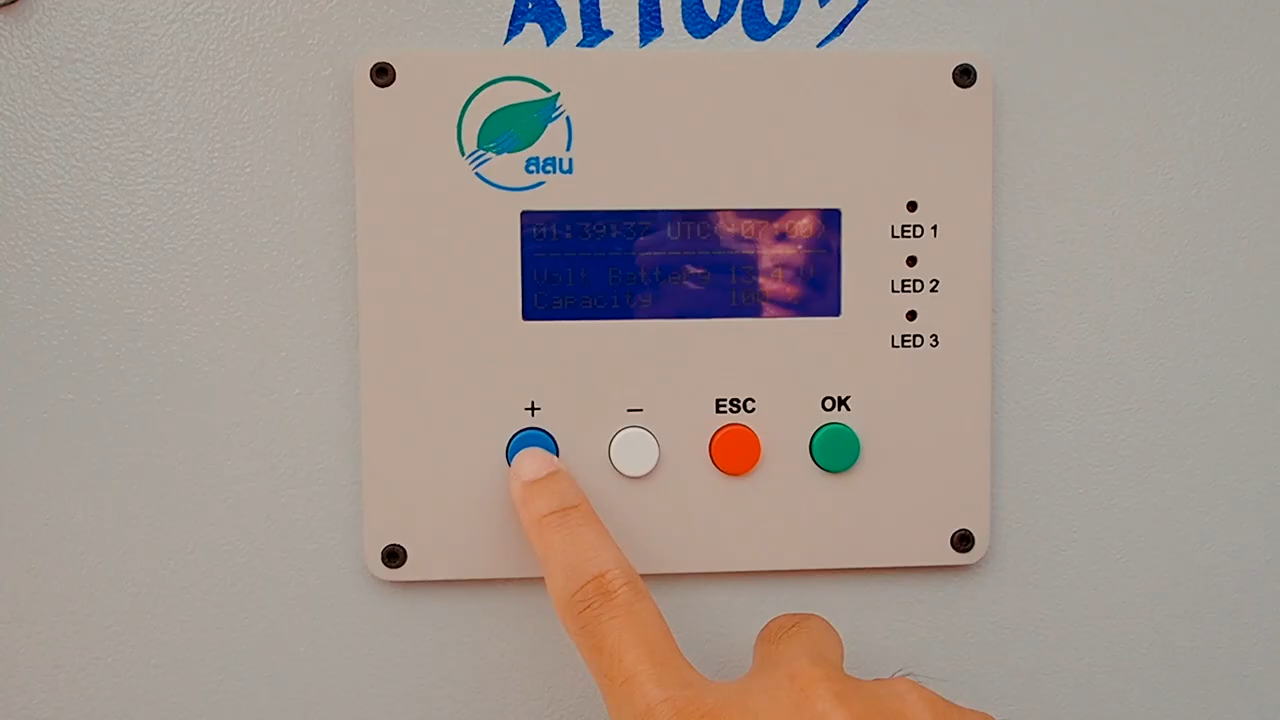 สสน
01:39:37 UTC(+07:00)
Volt Battery 13.4 V
Capacity 100 %
LED 1
LED 2
LED 3
+ − ESC OK